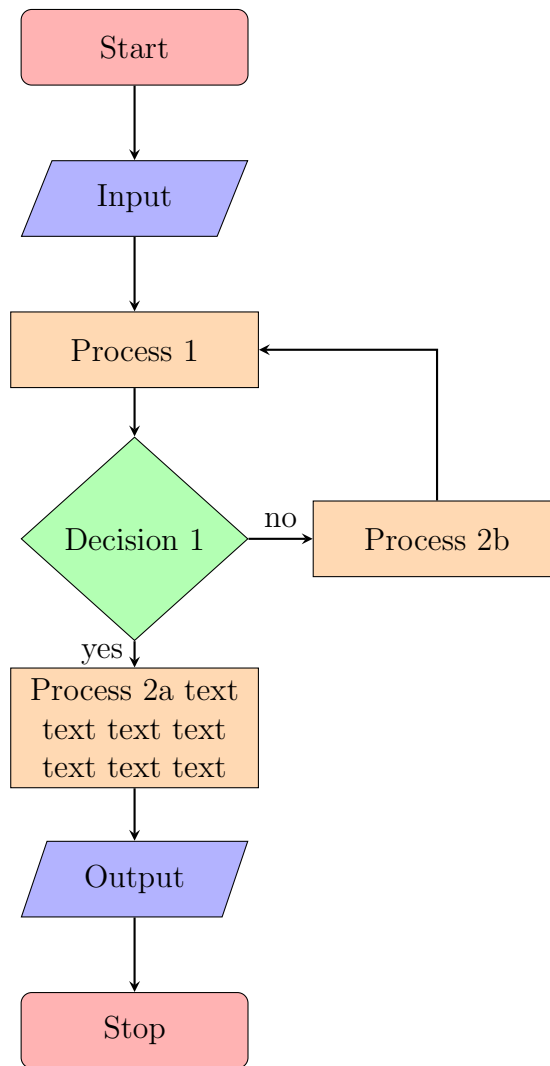 Start
Input
Process 1
Decision 1
no
Process 2b
yes
Process 2a text
text text text
text text text
Output
Stop